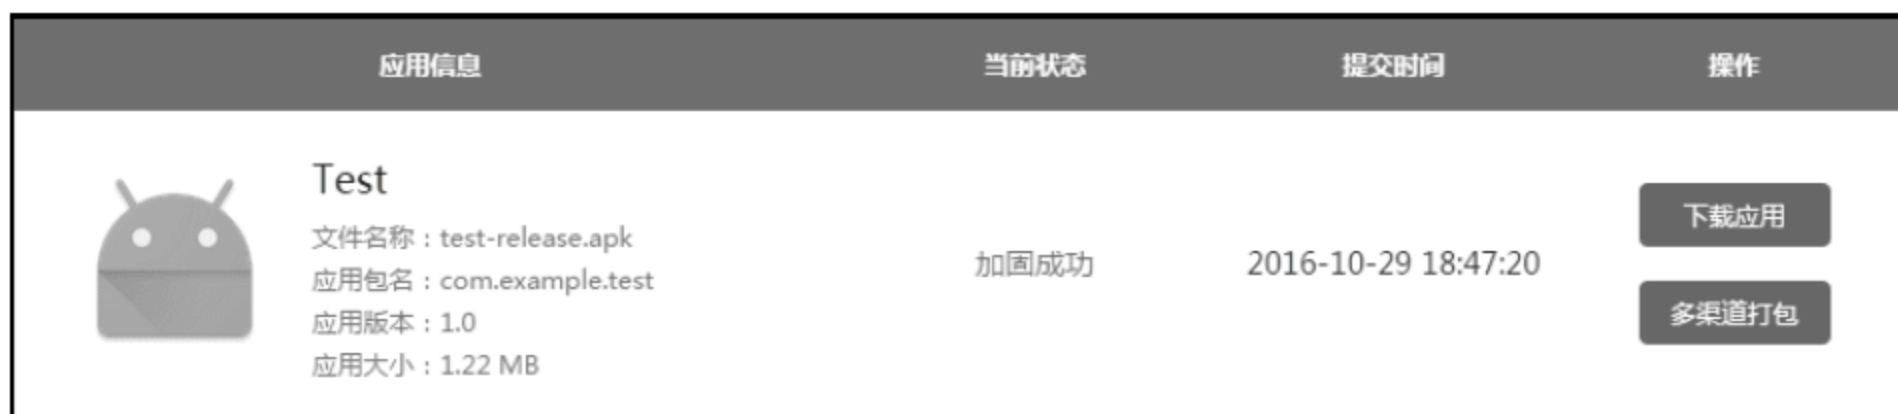 应用信息 当前状态 提交时间 操作
Test
文件名称：test-release.apk
应用包名：com.example.test
应用版本：1.0
应用大小：1.22 MB
加固成功
2016-10-29 18:47:20
下载应用
多渠道打包